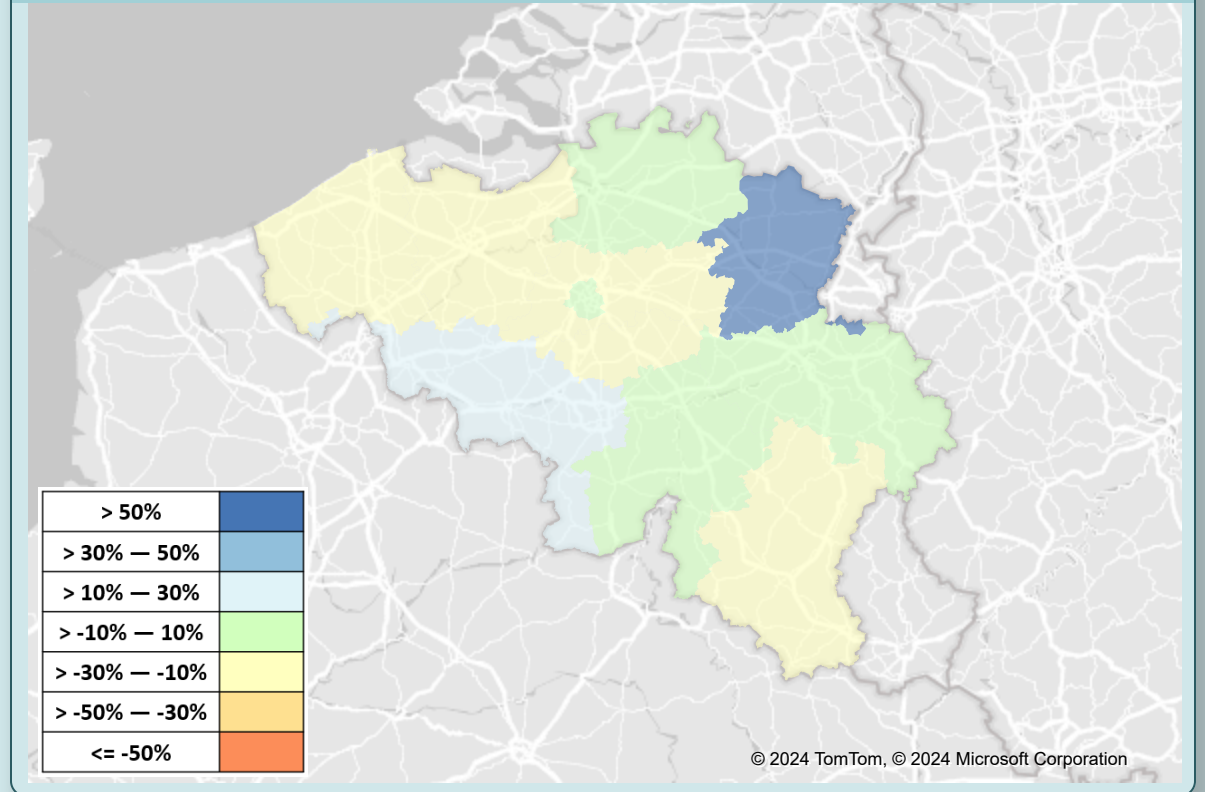 > 50%
> 30% — 50%
> 10% — 30%
> -10% — 10%
> -30% — -10%
> -50% — -30%
<= -50%
© 2024 TomTom, © 2024 Microsoft Corporation